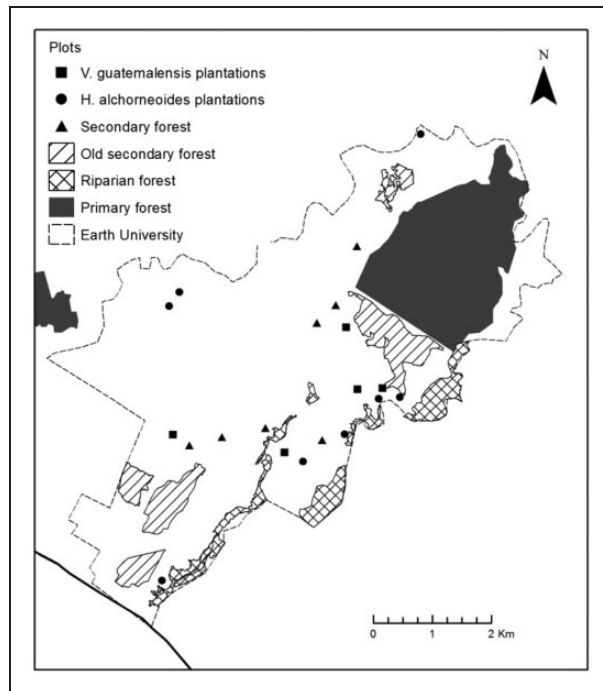 Plots
V. guatemalensis plantations
H. alchorneoides plantations
Secondary forest
Old secondary forest
Riparian forest
Primary forest
Earth University
N
0 1 2 Km